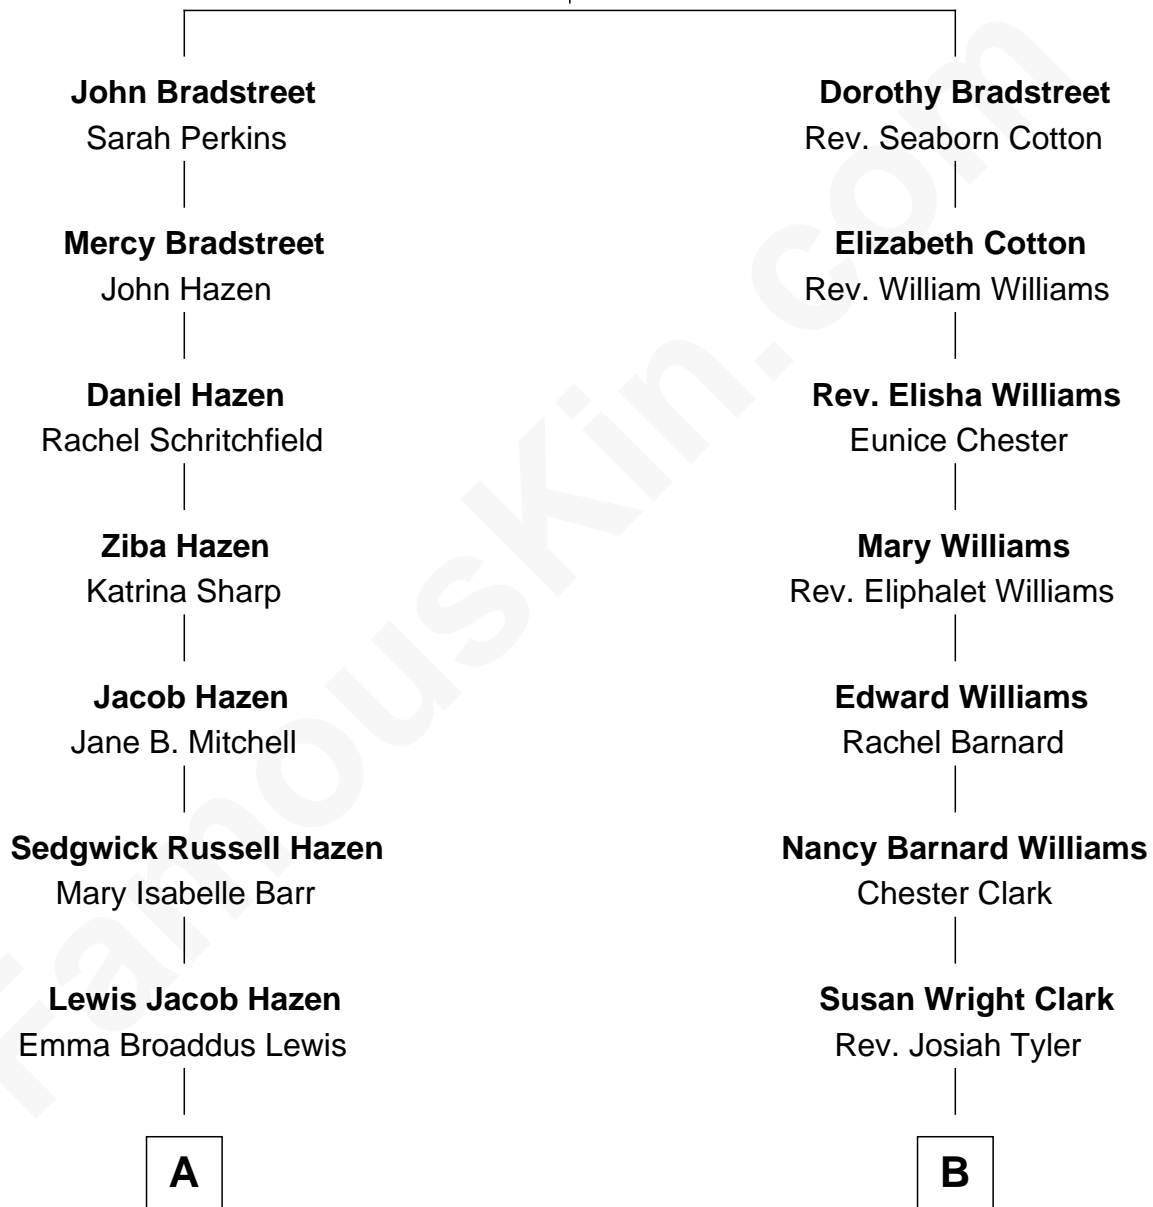 John Bradstreet
Sarah Perkins
Mercy Bradstreet
John Hazen
Daniel Hazen
Rachel Schritchfield
Ziba Hazen
Katrina Sharp
Jacob Hazen
Jane B. Mitchell
Sedgwick Russell Hazen
Mary Isabelle Barr
Lewis Jacob Hazen
Emma Broaddus Lewis
A
Dorothy Bradstreet
Rev. Seaborn Cotton
Elizabeth Cotton
Rev. William Williams
Rev. Elisha Williams
Eunice Chester
Mary Williams
Rev. Eliphalet Williams
Edward Williams
Rachel Barnard
Nancy Barnard Williams
Chester Clark
Susan Wright Clark
Rev. Josiah Tyler
B
FamousKin.com